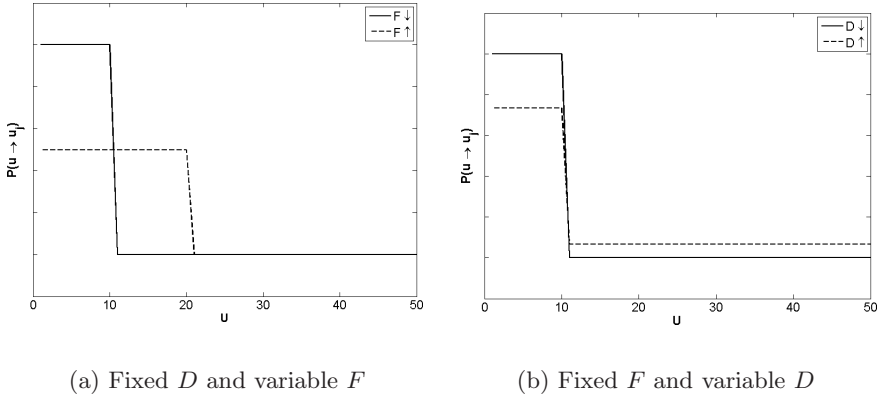 F ↓
F ↑
P(u → u_j)
0 10 20 30 40 50
U
(a) Fixed D and variable F
D ↓
D ↑
P(u → u_j)
0 10 20 30 40 50
U
(b) Fixed F and variable D